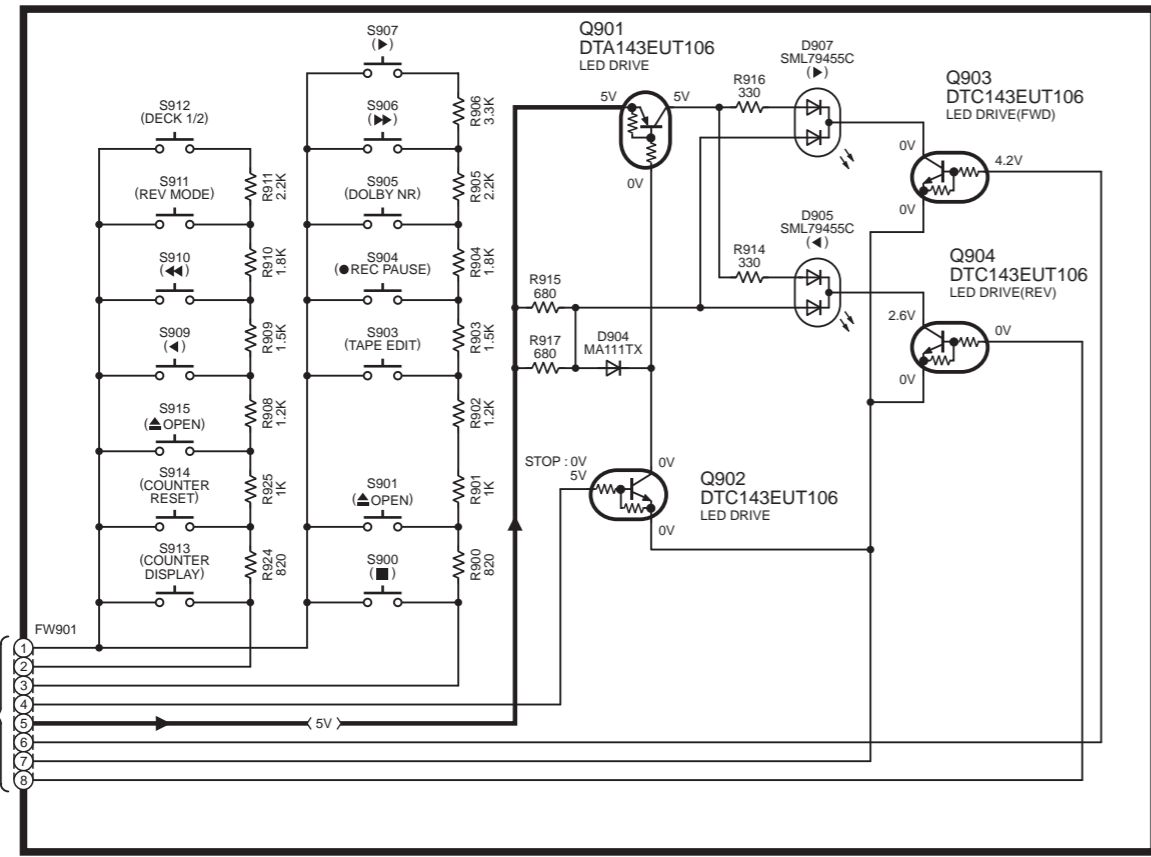 S907
(▶)
S906
(▶▶)
S905
(DOLBY NR)
S904
(●REC PAUSE)
S903
(TAPE EDIT)
S901
(⏏OPEN)
S900
(■)
S912
(DECK 1/2)
S911
(REV MODE)
S910
(◀◀)
S909
(◀)
S915
(⏏OPEN)
S914
(COUNTER
RESET)
S913
(COUNTER
DISPLAY)
R911
2.2K
R910
1.8K
R909
1.5K
R908
1.2K
R925
1K
R924
820
R906
3.3K
R905
2.2K
R904
1.8K
R903
1.5K
R902
1.2K
R901
1K
R900
820
Q901
DTA143EUT106
LED DRIVE
5V
5V
0V
R916
330
D907
SML79455C
(▶)
Q903
DTC143EUT106
LED DRIVE(FWD)
0V
4.2V
0V
R914
330
D905
SML79455C
(◀)
Q904
DTC143EUT106
LED DRIVE(REV)
2.6V
0V
0V
R915
680
R917
680
D904
MA111TX
STOP : 0V
5V
0V
0V
Q902
DTC143EUT106
LED DRIVE
FW901
1
2
3
4
5
6
7
8
5V